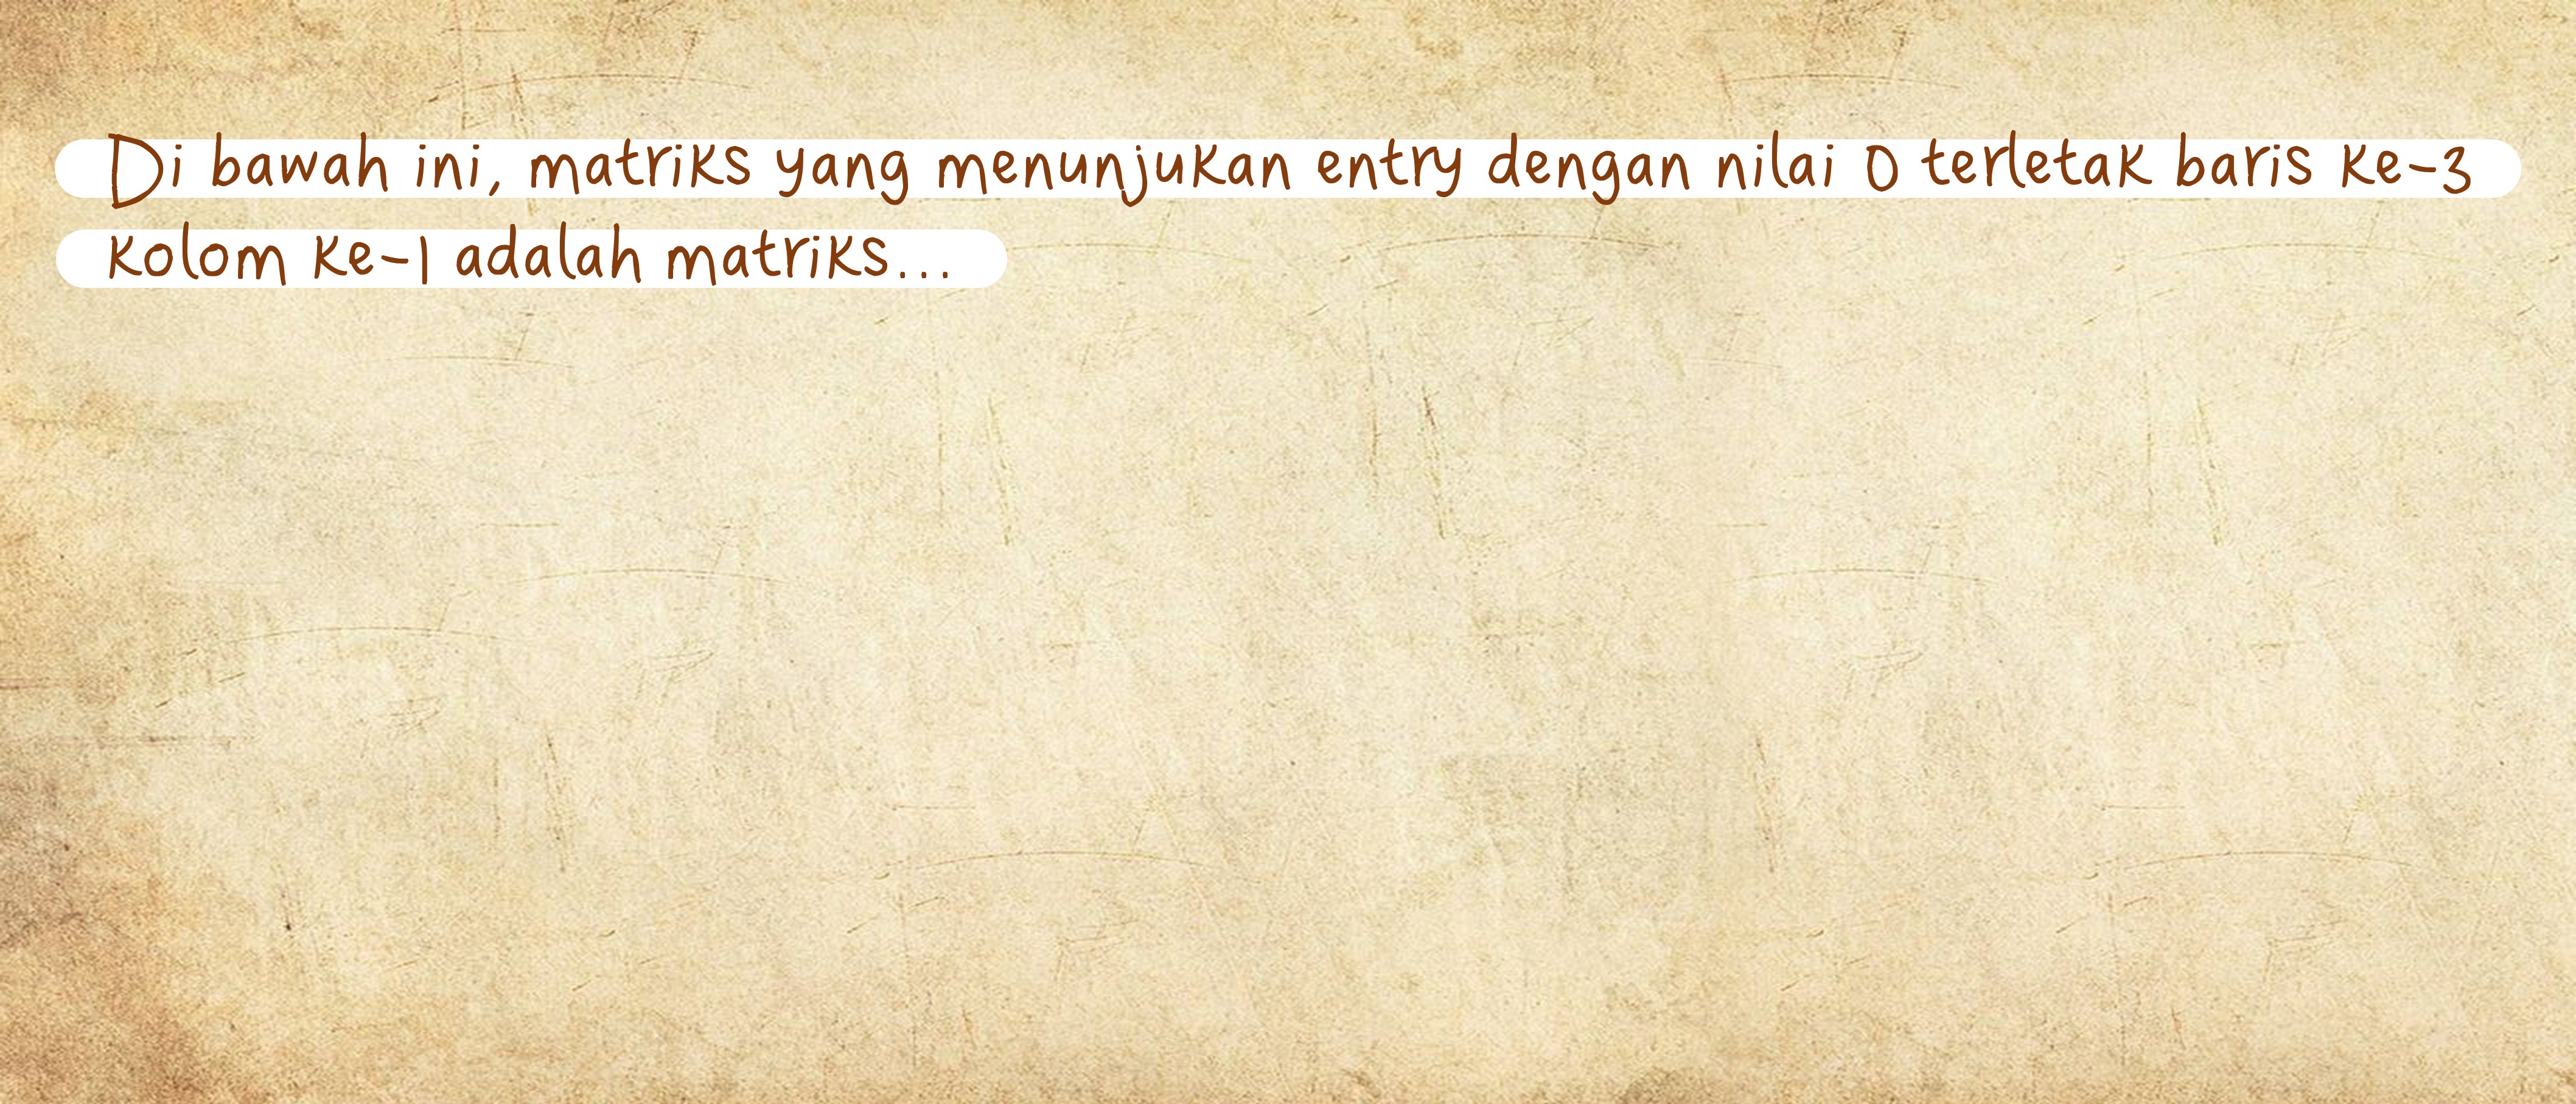 Di bawah ini, matriks yang menunjukan entry dengan nilai 0 terletak baris ke-3
kolom ke-1 adalah matriks...